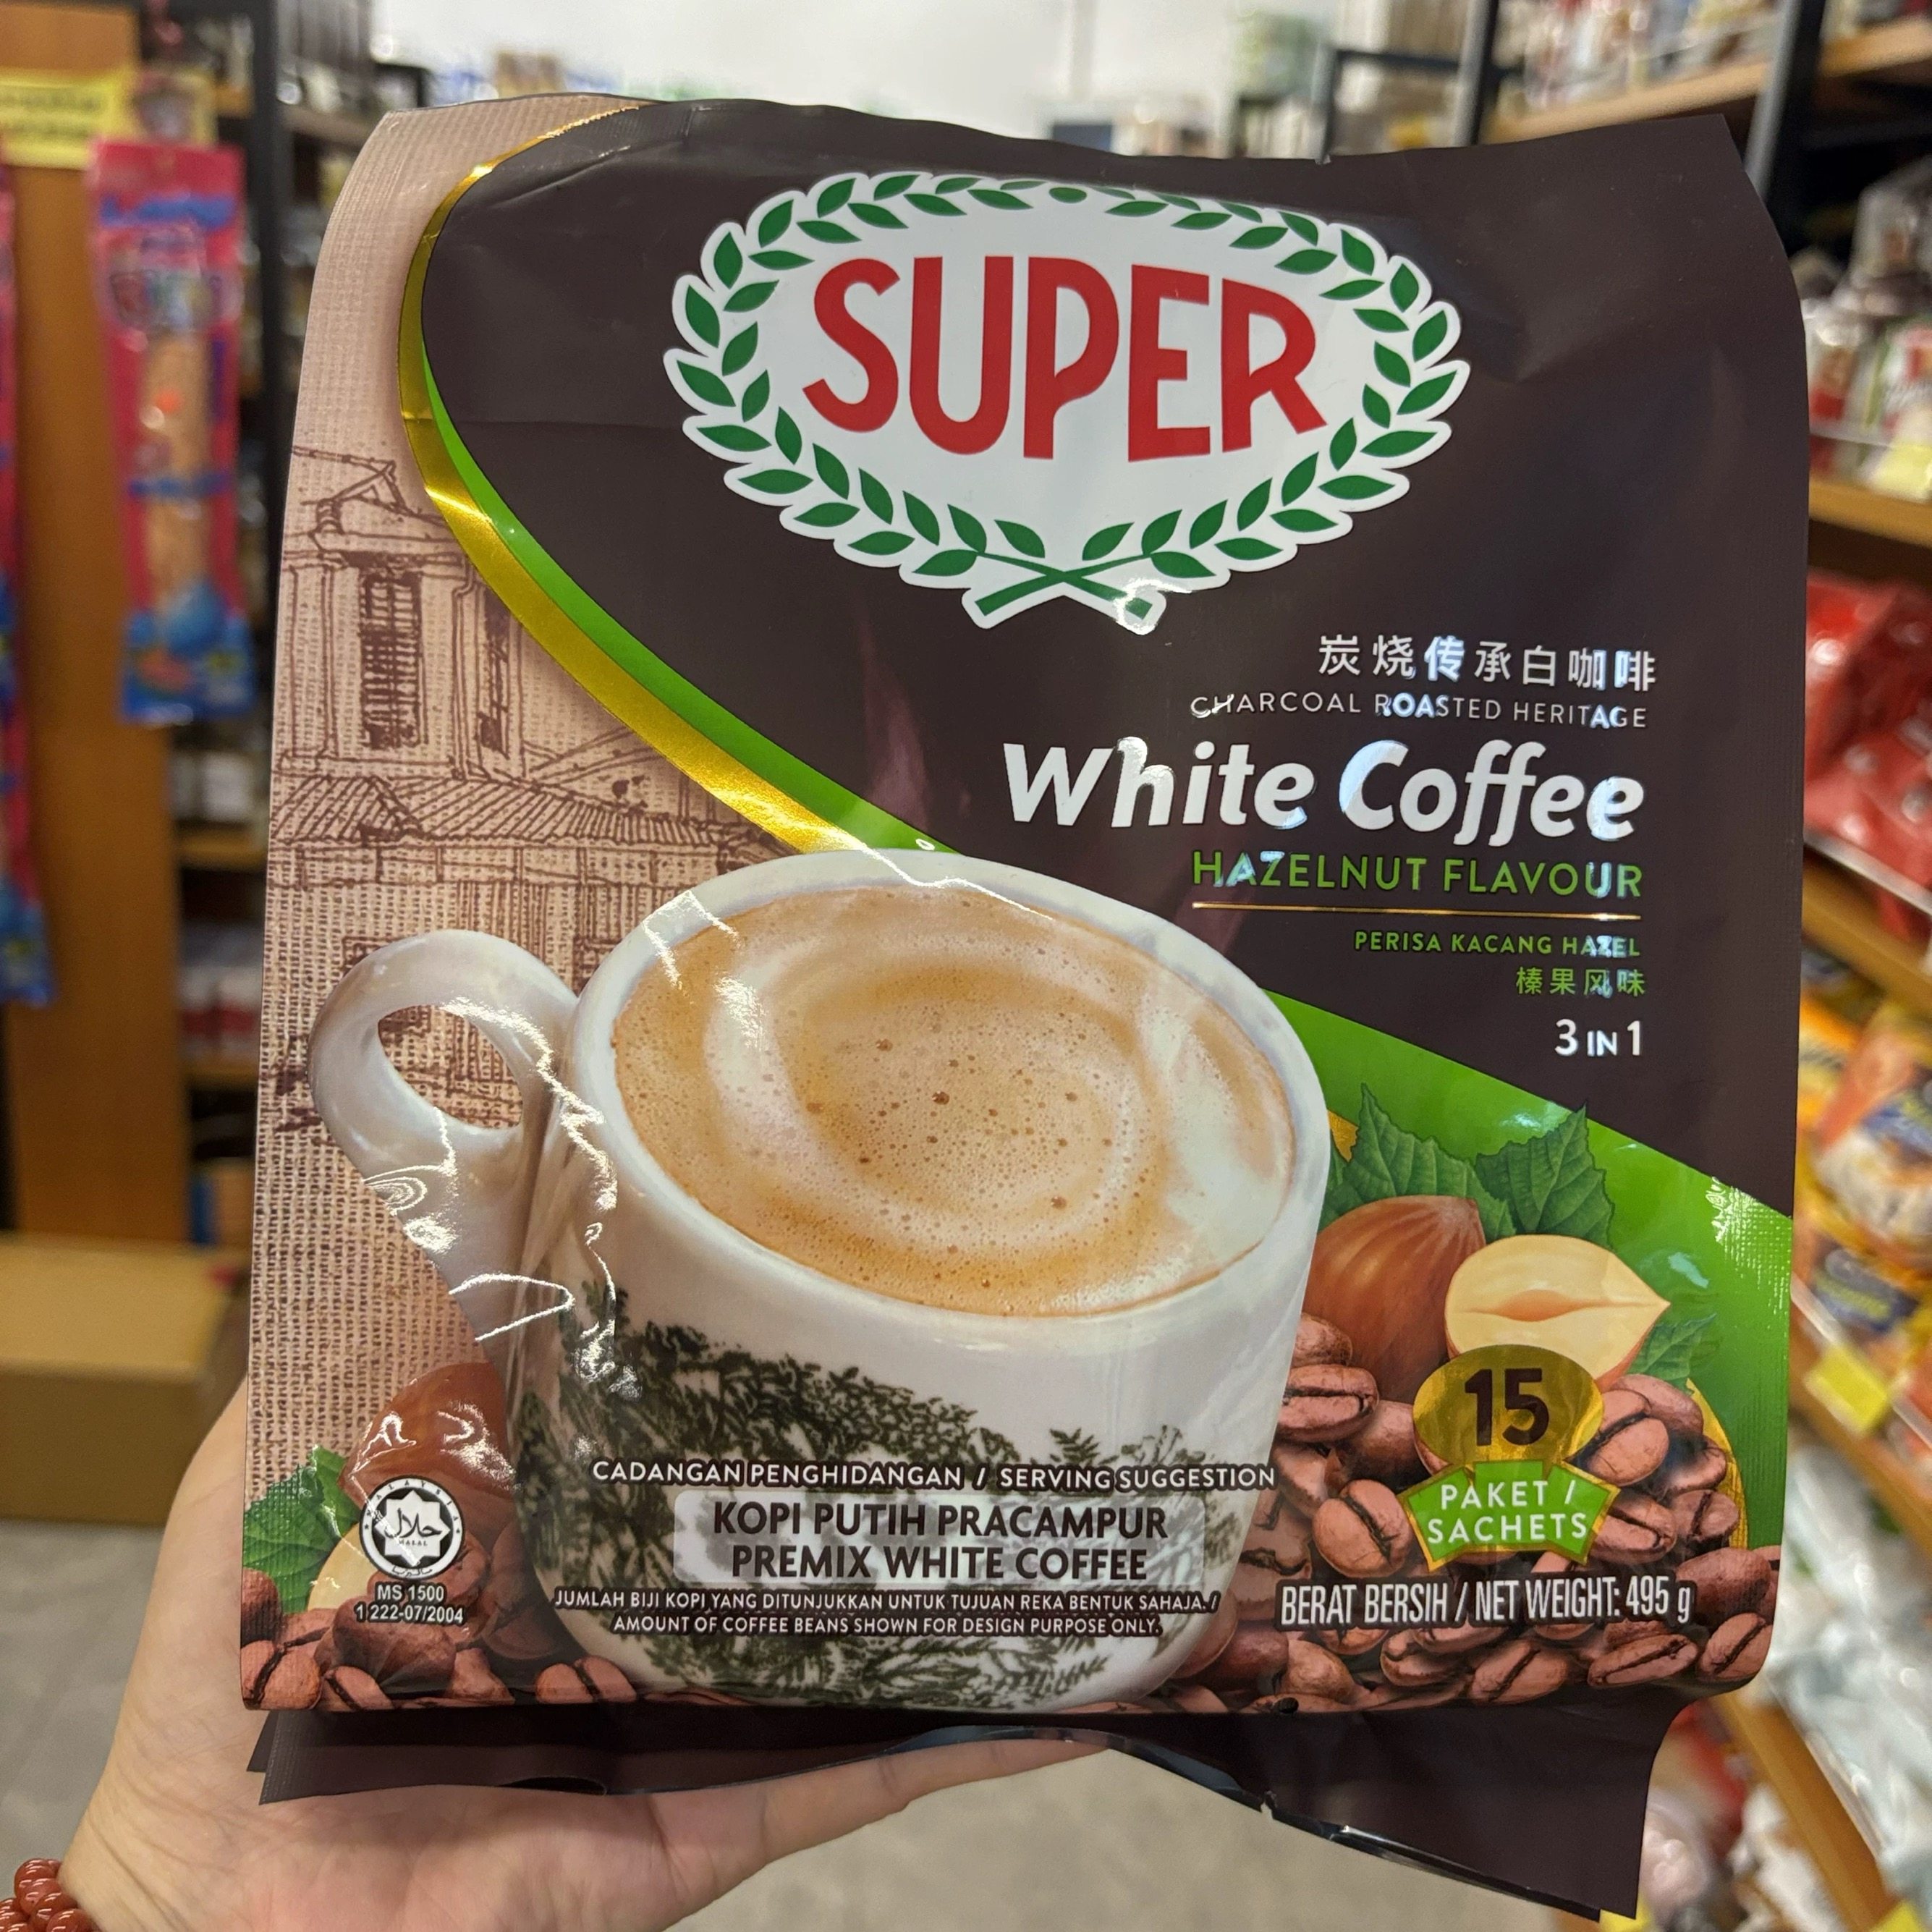 SUPER
炭烧传承白咖啡
CHARCOAL ROASTED HERITAGE
White Coffee
HAZELNUT FLAVOUR
PERISA KACANG HAZEL
榛果风味
3 IN 1
15
PAKET /
SACHETS
CADANGAN PENGHIDANGAN / SERVING SUGGESTION
KOPI PUTIH PRACAMPUR
PREMIX WHITE COFFEE
JUMLAH BIJI KOPI YANG DITUNJUKKAN UNTUK TUJUAN REKA BENTUK SAHAJA. /
AMOUNT OF COFFEE BEANS SHOWN FOR DESIGN PURPOSE ONLY.
BERAT BERSIH / NET WEIGHT: 495 g
MALAYSIA
حلال
HALAL
MS 1500
1 222-07/2004